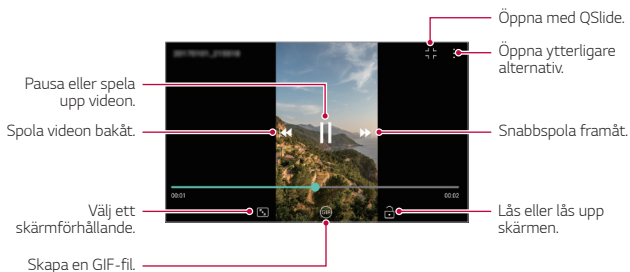 Öppna med QSlide.
Öppna ytterligare
alternativ.
Pausa eller spela
upp videon.
Spola videon bakåt.
Snabbspola framåt.
00:01
00:02
GIF
Välj ett
skärmförhållande.
Lås eller lås upp
skärmen.
Skapa en GIF-fil.